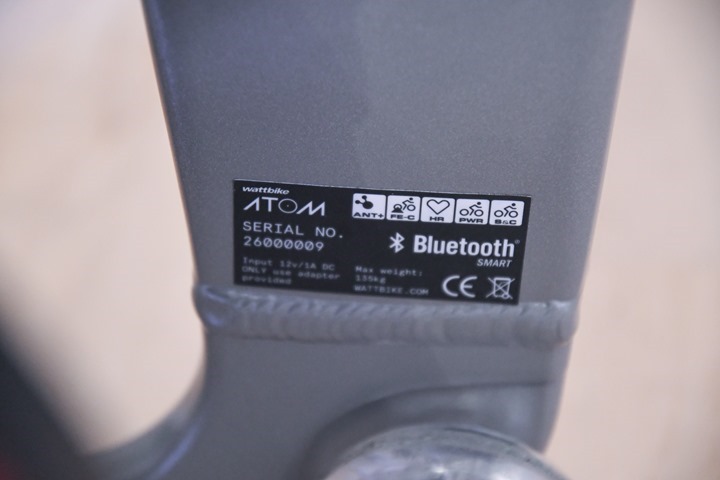 wattbike
ATOM
ANT+ FE-C HR PWR S&C
SERIAL NO.
26000009
Bluetooth®
SMART
Input 12v/1A DC
ONLY use adapter
provided
Max weight:
135kg
WATTBIKE.COM
CE